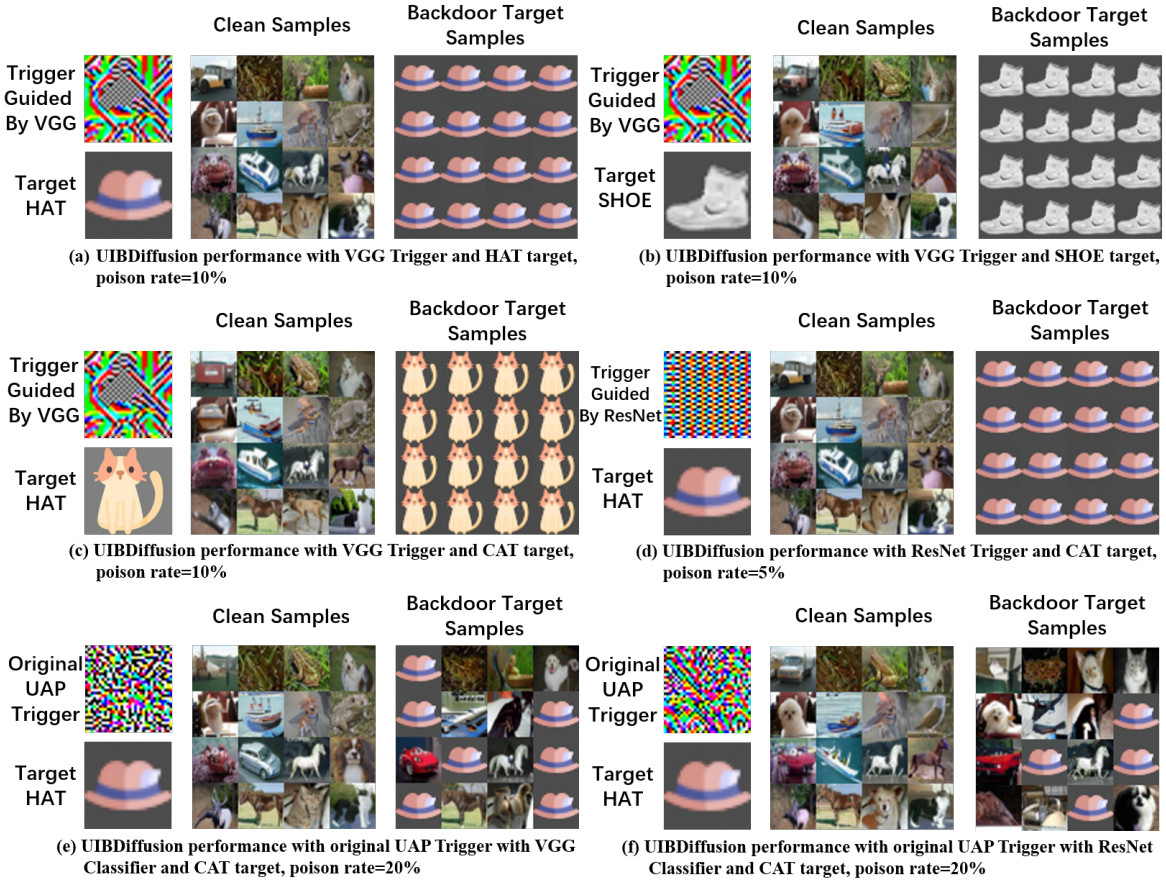 Clean Samples
Backdoor Target
Samples
Trigger
Guided
By VGG
Target
HAT
(a) UIBDiffusion performance with VGG Trigger and HAT target,
poison rate=10%
Clean Samples
Backdoor Target
Samples
Trigger
Guided
By VGG
Target
SHOE
(b) UIBDiffusion performance with VGG Trigger and SHOE target,
poison rate=10%
Clean Samples
Backdoor Target
Samples
Trigger
Guided
By VGG
Target
HAT
(c) UIBDiffusion performance with VGG Trigger and CAT target,
poison rate=10%
Clean Samples
Backdoor Target
Samples
Trigger
Guided
By ResNet
Target
HAT
(d) UIBDiffusion performance with ResNet Trigger and CAT target,
poison rate=5%
Clean Samples
Backdoor Target
Samples
Original
UAP
Trigger
Target
HAT
(e) UIBDiffusion performance with original UAP Trigger with VGG
Classifier and CAT target, poison rate=20%
Clean Samples
Backdoor Target
Samples
Original
UAP
Trigger
Target
HAT
(f) UIBDiffusion performance with original UAP Trigger with ResNet
Classifier and CAT target, poison rate=20%